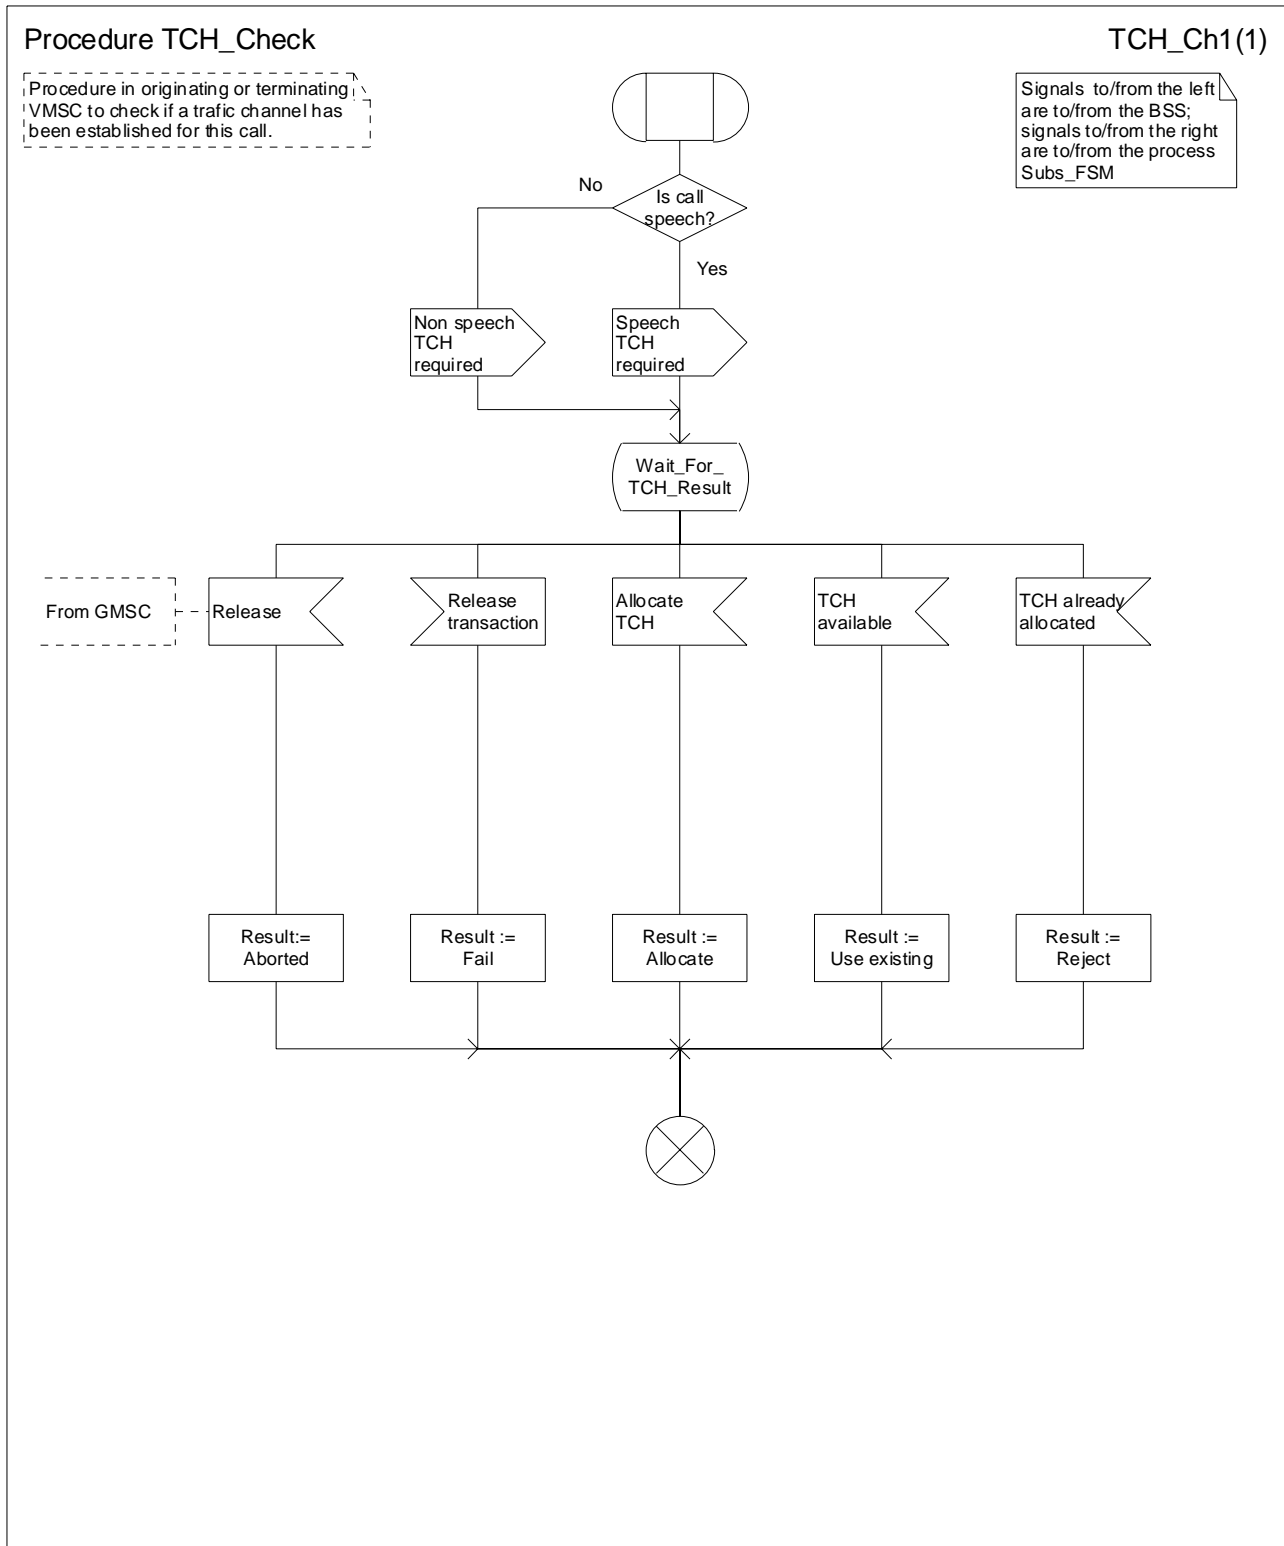 Procedure TCH_Check
TCH_Ch1(1)
Procedure in originating or terminating
VMSC to check if a trafic channel has
been established for this call.
Signals to/from the left
are to/from the BSS;
signals to/from the right
are to/from the process
Subs_FSM
No
Is call
speech?
Yes
Non speech
TCH
required
Speech
TCH
required
Wait_For_
TCH_Result
From GMSC
Release
Release
transaction
Allocate
TCH
TCH
available
TCH already
allocated
Result:=
Aborted
Result :=
Fail
Result :=
Allocate
Result :=
Use existing
Result :=
Reject